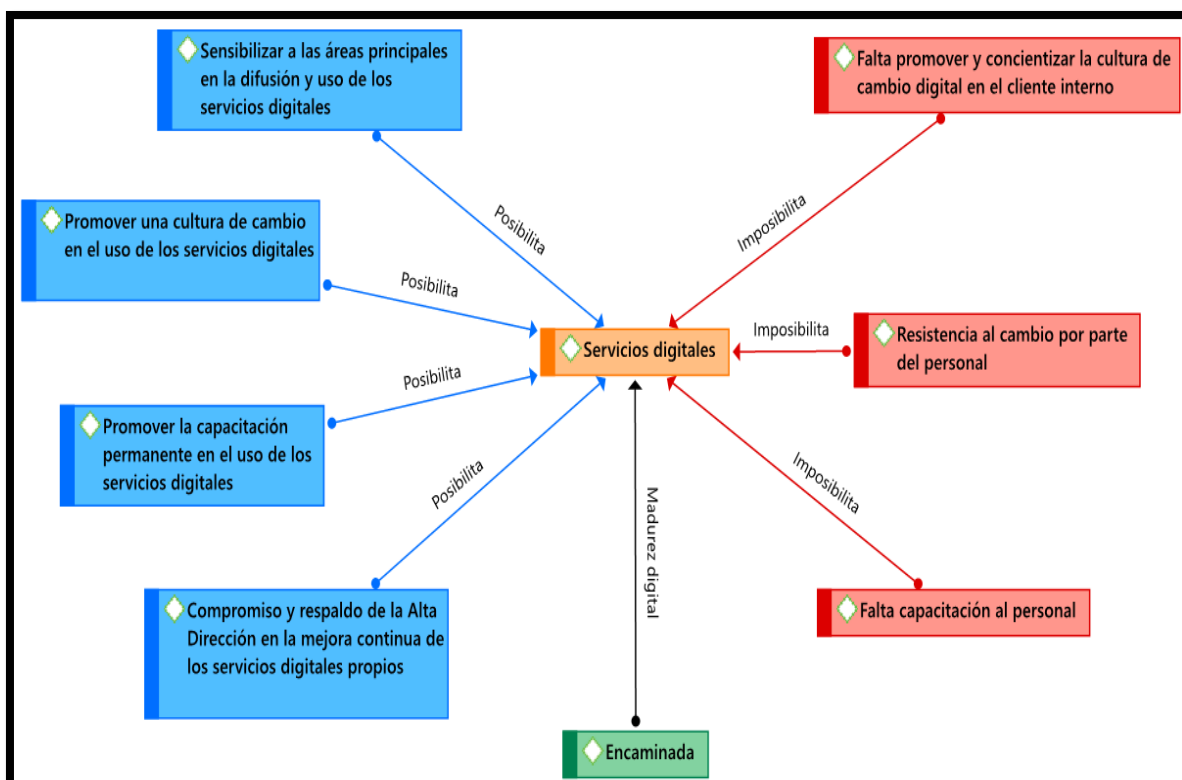 Sensibilizar a las áreas principales
en la difusión y uso de los
servicios digitales
Falta promover y concientizar la cultura de
cambio digital en el cliente interno
Posibilita
Imposibilita
Promover una cultura de cambio
en el uso de los servicios digitales
Posibilita
Servicios digitales
Imposibilita
Resistencia al cambio por parte
del personal
Posibilita
Promover la capacitación
permanente en el uso de los
servicios digitales
Posibilita
Madurez digital
Imposibilita
Compromiso y respaldo de la Alta
Dirección en la mejora continua de
los servicios digitales propios
Falta capacitación al personal
Encaminada